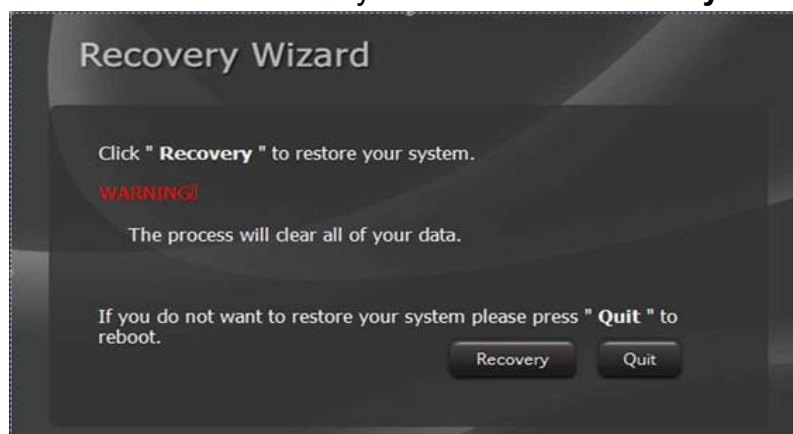 Recovery Wizard
Click " Recovery " to restore your system.
WARNING!!
The process will clear all of your data.
If you do not want to restore your system please press " Quit " to
reboot.
Recovery
Quit